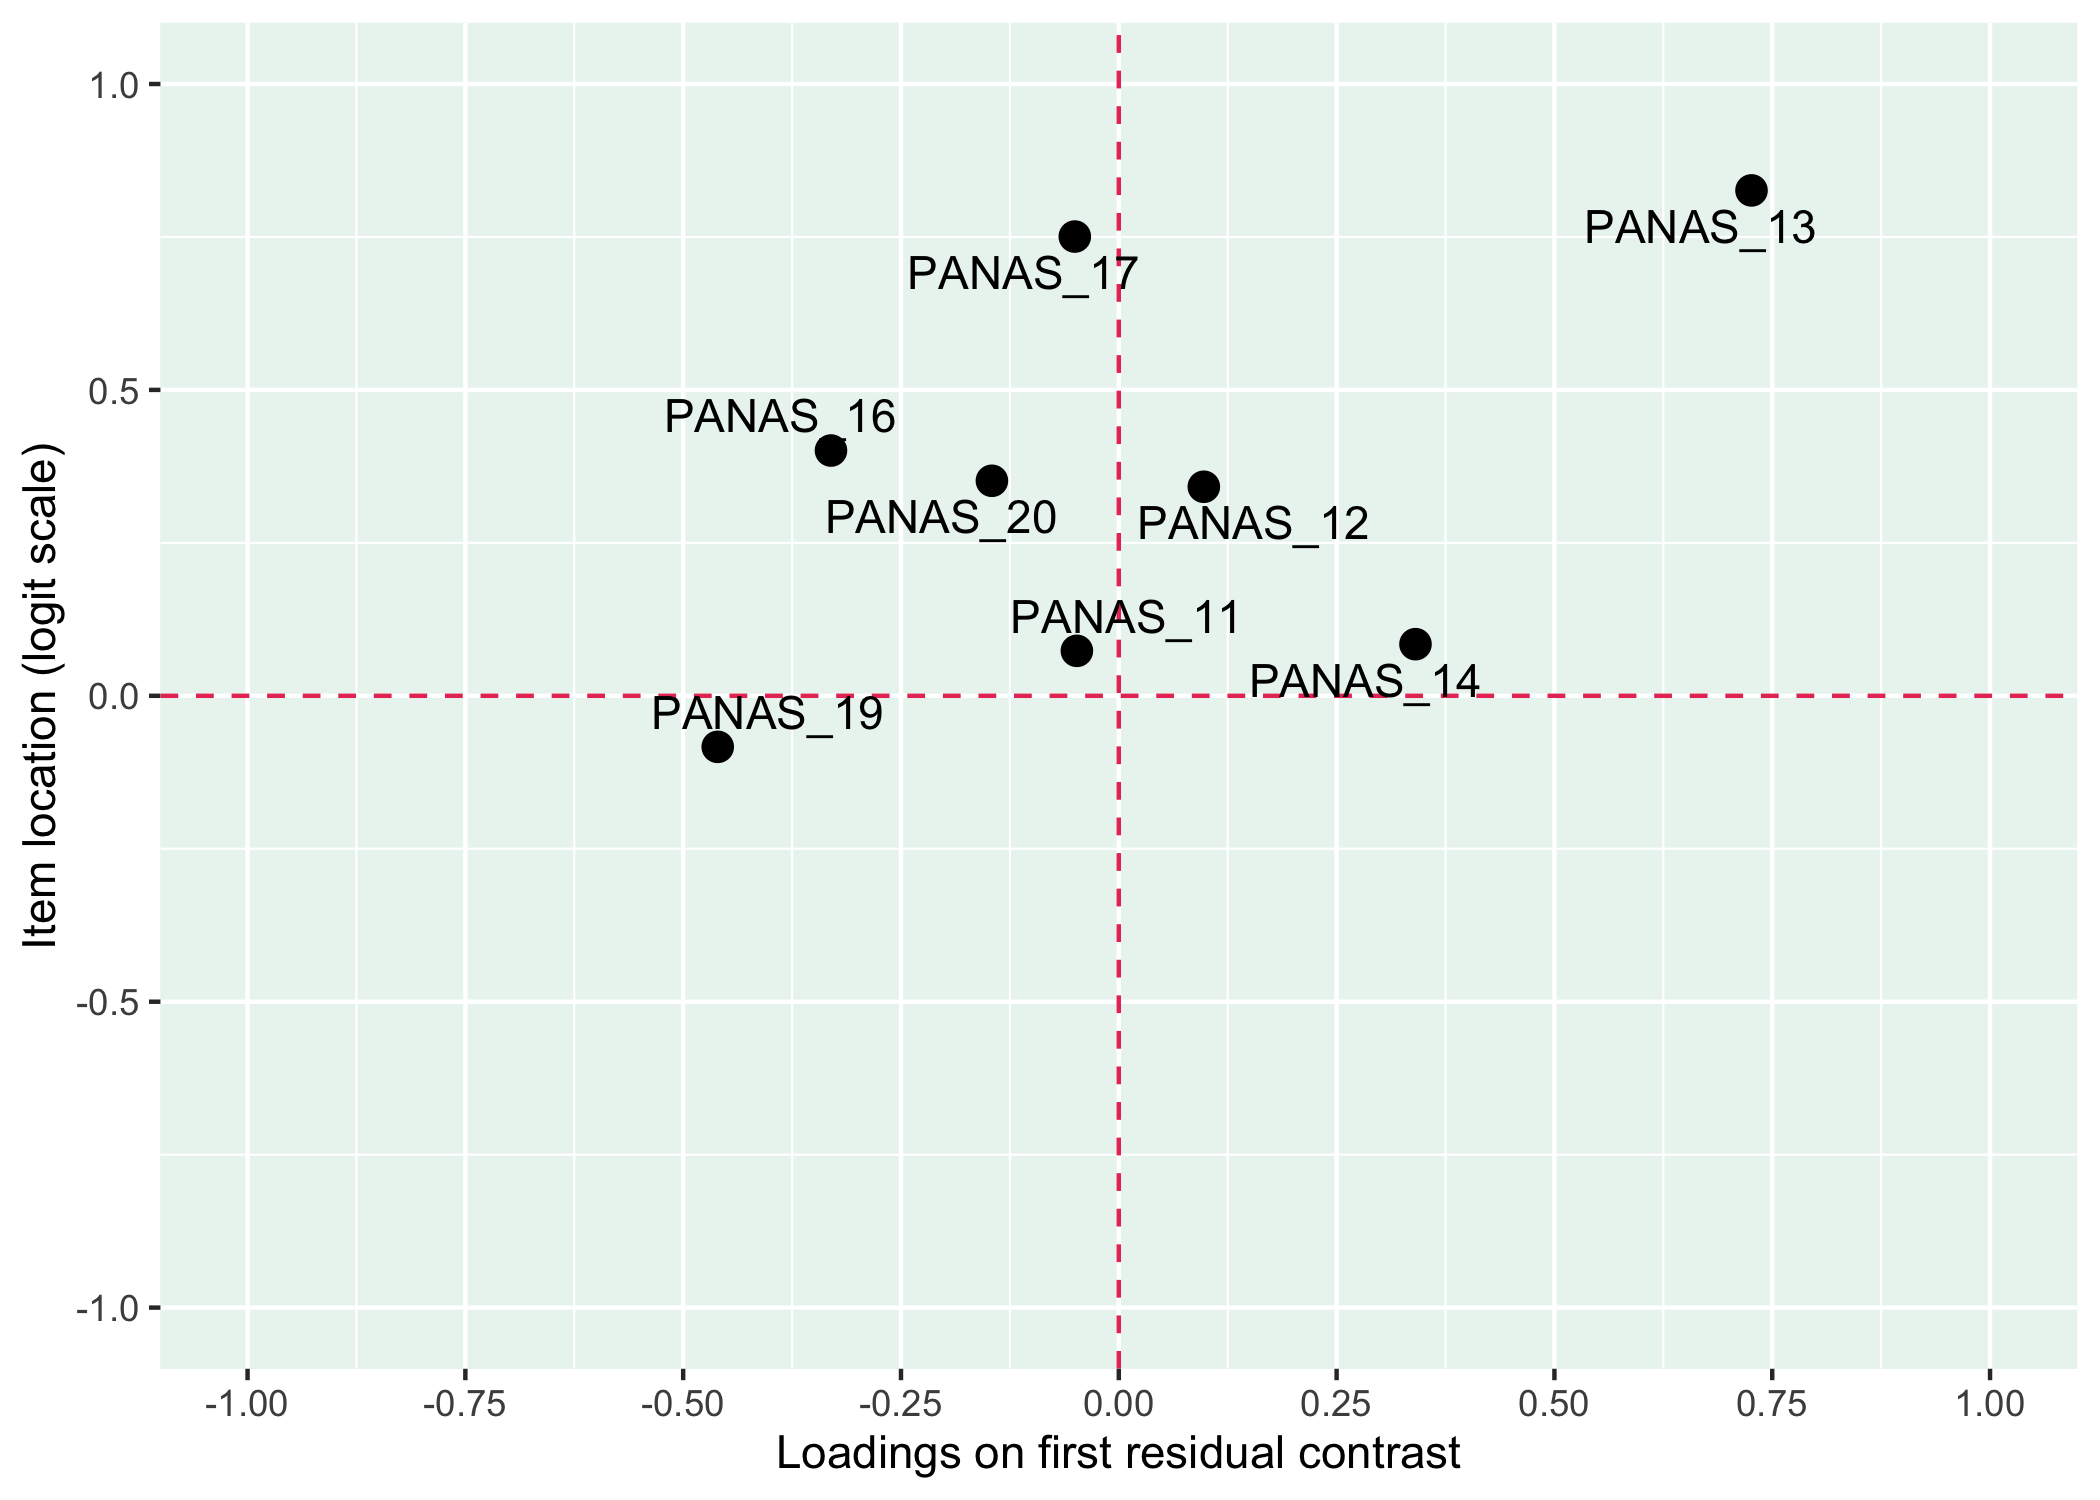 1.0
PANAS_13
PANAS_17
0.5
PANAS_16
PANAS_20
PANAS_12
PANAS_11
PANAS_14
0.0
PANAS_19
-0.5
-1.0
Item location (logit scale)
-1.00 -0.75 -0.50 -0.25 0.00 0.25 0.50 0.75 1.00
Loadings on first residual contrast